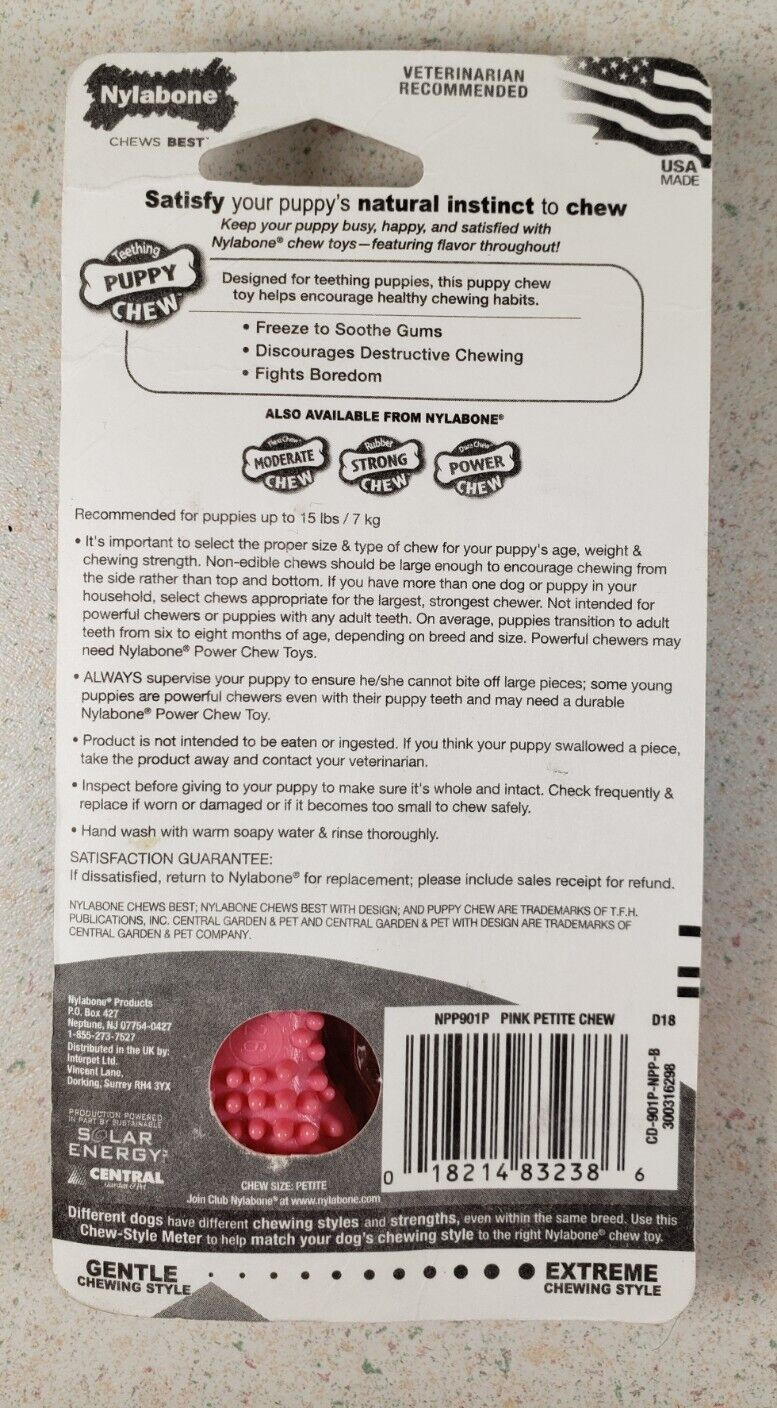 Nylabone®
CHEWS BEST™
VETERINARIAN
RECOMMENDED
USA
MADE
Satisfy your puppy's natural instinct to chew
Keep your puppy busy, happy, and satisfied with
Nylabone® chew toys—featuring flavor throughout!
Teething
PUPPY
CHEW
Designed for teething puppies, this puppy chew
toy helps encourage healthy chewing habits.
• Freeze to Soothe Gums
• Discourages Destructive Chewing
• Fights Boredom
ALSO AVAILABLE FROM NYLABONE®
Flexi Chew®
MODERATE
CHEW
Rubber
STRONG
CHEW
Dura Chew®
POWER
CHEW
Recommended for puppies up to 15 lbs / 7 kg
• It's important to select the proper size & type of chew for your puppy's age, weight &
chewing strength. Non-edible chews should be large enough to encourage chewing from
the side rather than top and bottom. If you have more than one dog or puppy in your
household, select chews appropriate for the largest, strongest chewer. Not intended for
powerful chewers or puppies with any adult teeth. On average, puppies transition to adult
teeth from six to eight months of age, depending on breed and size. Powerful chewers may
need Nylabone® Power Chew Toys.
• ALWAYS supervise your puppy to ensure he/she cannot bite off large pieces; some young
puppies are powerful chewers even with their puppy teeth and may need a durable
Nylabone® Power Chew Toy.
• Product is not intended to be eaten or ingested. If you think your puppy swallowed a piece,
take the product away and contact your veterinarian.
• Inspect before giving to your puppy to make sure it's whole and intact. Check frequently &
replace if worn or damaged or if it becomes too small to chew safely.
• Hand wash with warm soapy water & rinse thoroughly.
SATISFACTION GUARANTEE:
If dissatisfied, return to Nylabone® for replacement; please include sales receipt for refund.
NYLABONE CHEWS BEST; NYLABONE CHEWS BEST WITH DESIGN; AND PUPPY CHEW ARE TRADEMARKS OF T.F.H.
PUBLICATIONS, INC. CENTRAL GARDEN & PET AND CENTRAL GARDEN & PET WITH DESIGN ARE TRADEMARKS OF
CENTRAL GARDEN & PET COMPANY.
Nylabone® Products
P.O. Box 427
Neptune, NJ 07754-0427
1-855-273-7527
Distributed in the UK by:
Interpet Ltd.
Vincent Lane,
Dorking, Surrey RH4 3YX
PRODUCTION POWERED
IN PART BY SUSTAINABLE
SOLAR
ENERGY
CENTRAL
Garden & Pet
CHEW SIZE: PETITE
Join Club Nylabone® at www.nylabone.com
NPP901P PINK PETITE CHEW D18
0 18214 83238 6
CD-901P-NPP-B
300316298
Different dogs have different chewing styles and strengths, even within the same breed. Use this
Chew-Style Meter to help match your dog's chewing style to the right Nylabone® chew toy.
GENTLE
CHEWING STYLE
EXTREME
CHEWING STYLE